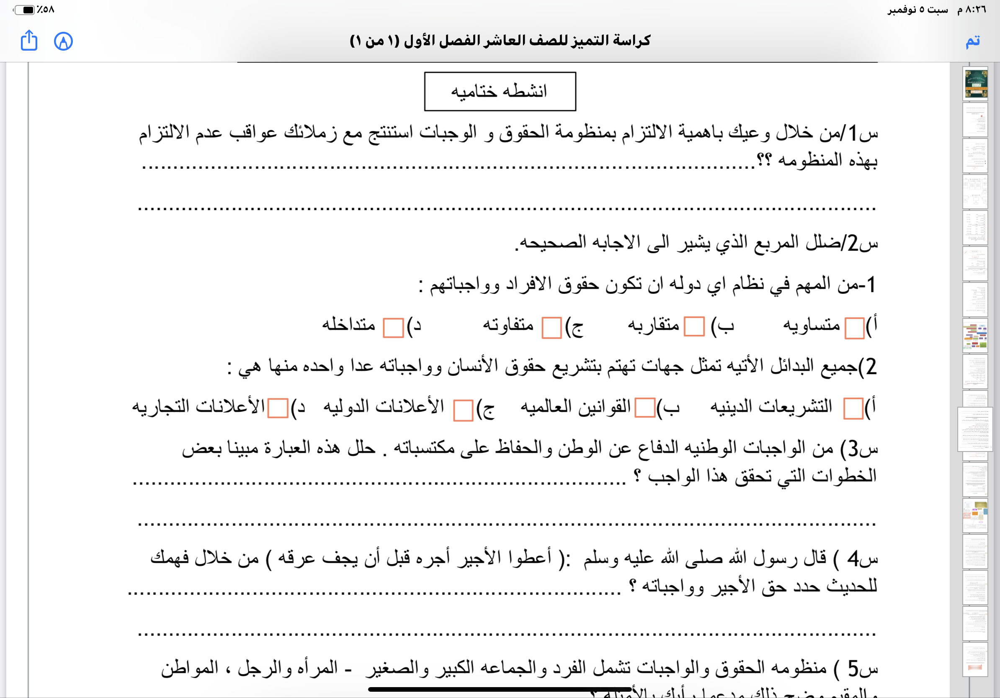 ٨:٢٦ م سبت ٥ نوفمبر
٪٥٨
تم
كراسة التميز للصف العاشر الفصل الأول (١ من ١)
انشطه ختاميه
س1/من خلال وعيك باهمية الالتزام بمنظومة الحقوق و الوجبات استنتج مع زملائك عواقب عدم الالتزام
بهذه المنظومه ؟؟.....................................................................................................
..........................................................................................................................
س2/ضلل المربع الذي يشير الى الاجابه الصحيحه.
1-من المهم في نظام اي دوله ان تكون حقوق الافراد وواجباتهم :
أ) متساويه ب) متقاربه ج) متفاوته د) متداخله
2)جميع البدائل الأتيه تمثل جهات تهتم بتشريع حقوق الأنسان وواجباته عدا واحده منها هي :
أ) التشريعات الدينيه ب) القوانين العالميه ج) الأعلانات الدوليه د) الأعلانات التجاريه
س3) من الواجبات الوطنيه الدفاع عن الوطن والحفاظ على مكتسباته . حلل هذه العبارة مبينا بعض
الخطوات التي تحقق هذا الواجب ؟ .................................................................................
..........................................................................................................................
س4 ) قال رسول الله صلى الله عليه وسلم :( أعطوا الأجير أجره قبل أن يجف عرقه ) من خلال فهمك
للحديث حدد حق الأجير وواجباته ؟ .................................................................................
..........................................................................................................................
س5 ) منظومه الحقوق والواجبات تشمل الفرد والجماعه الكبير والصغير - المرأه والرجل ، المواطن
والمقيم وضح ذلك مدعما رأيك بالأمثله ؟